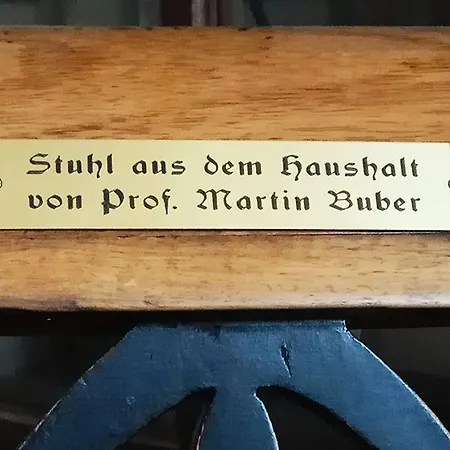 Stuhl aus dem Haushalt
von Prof. Martin Buber